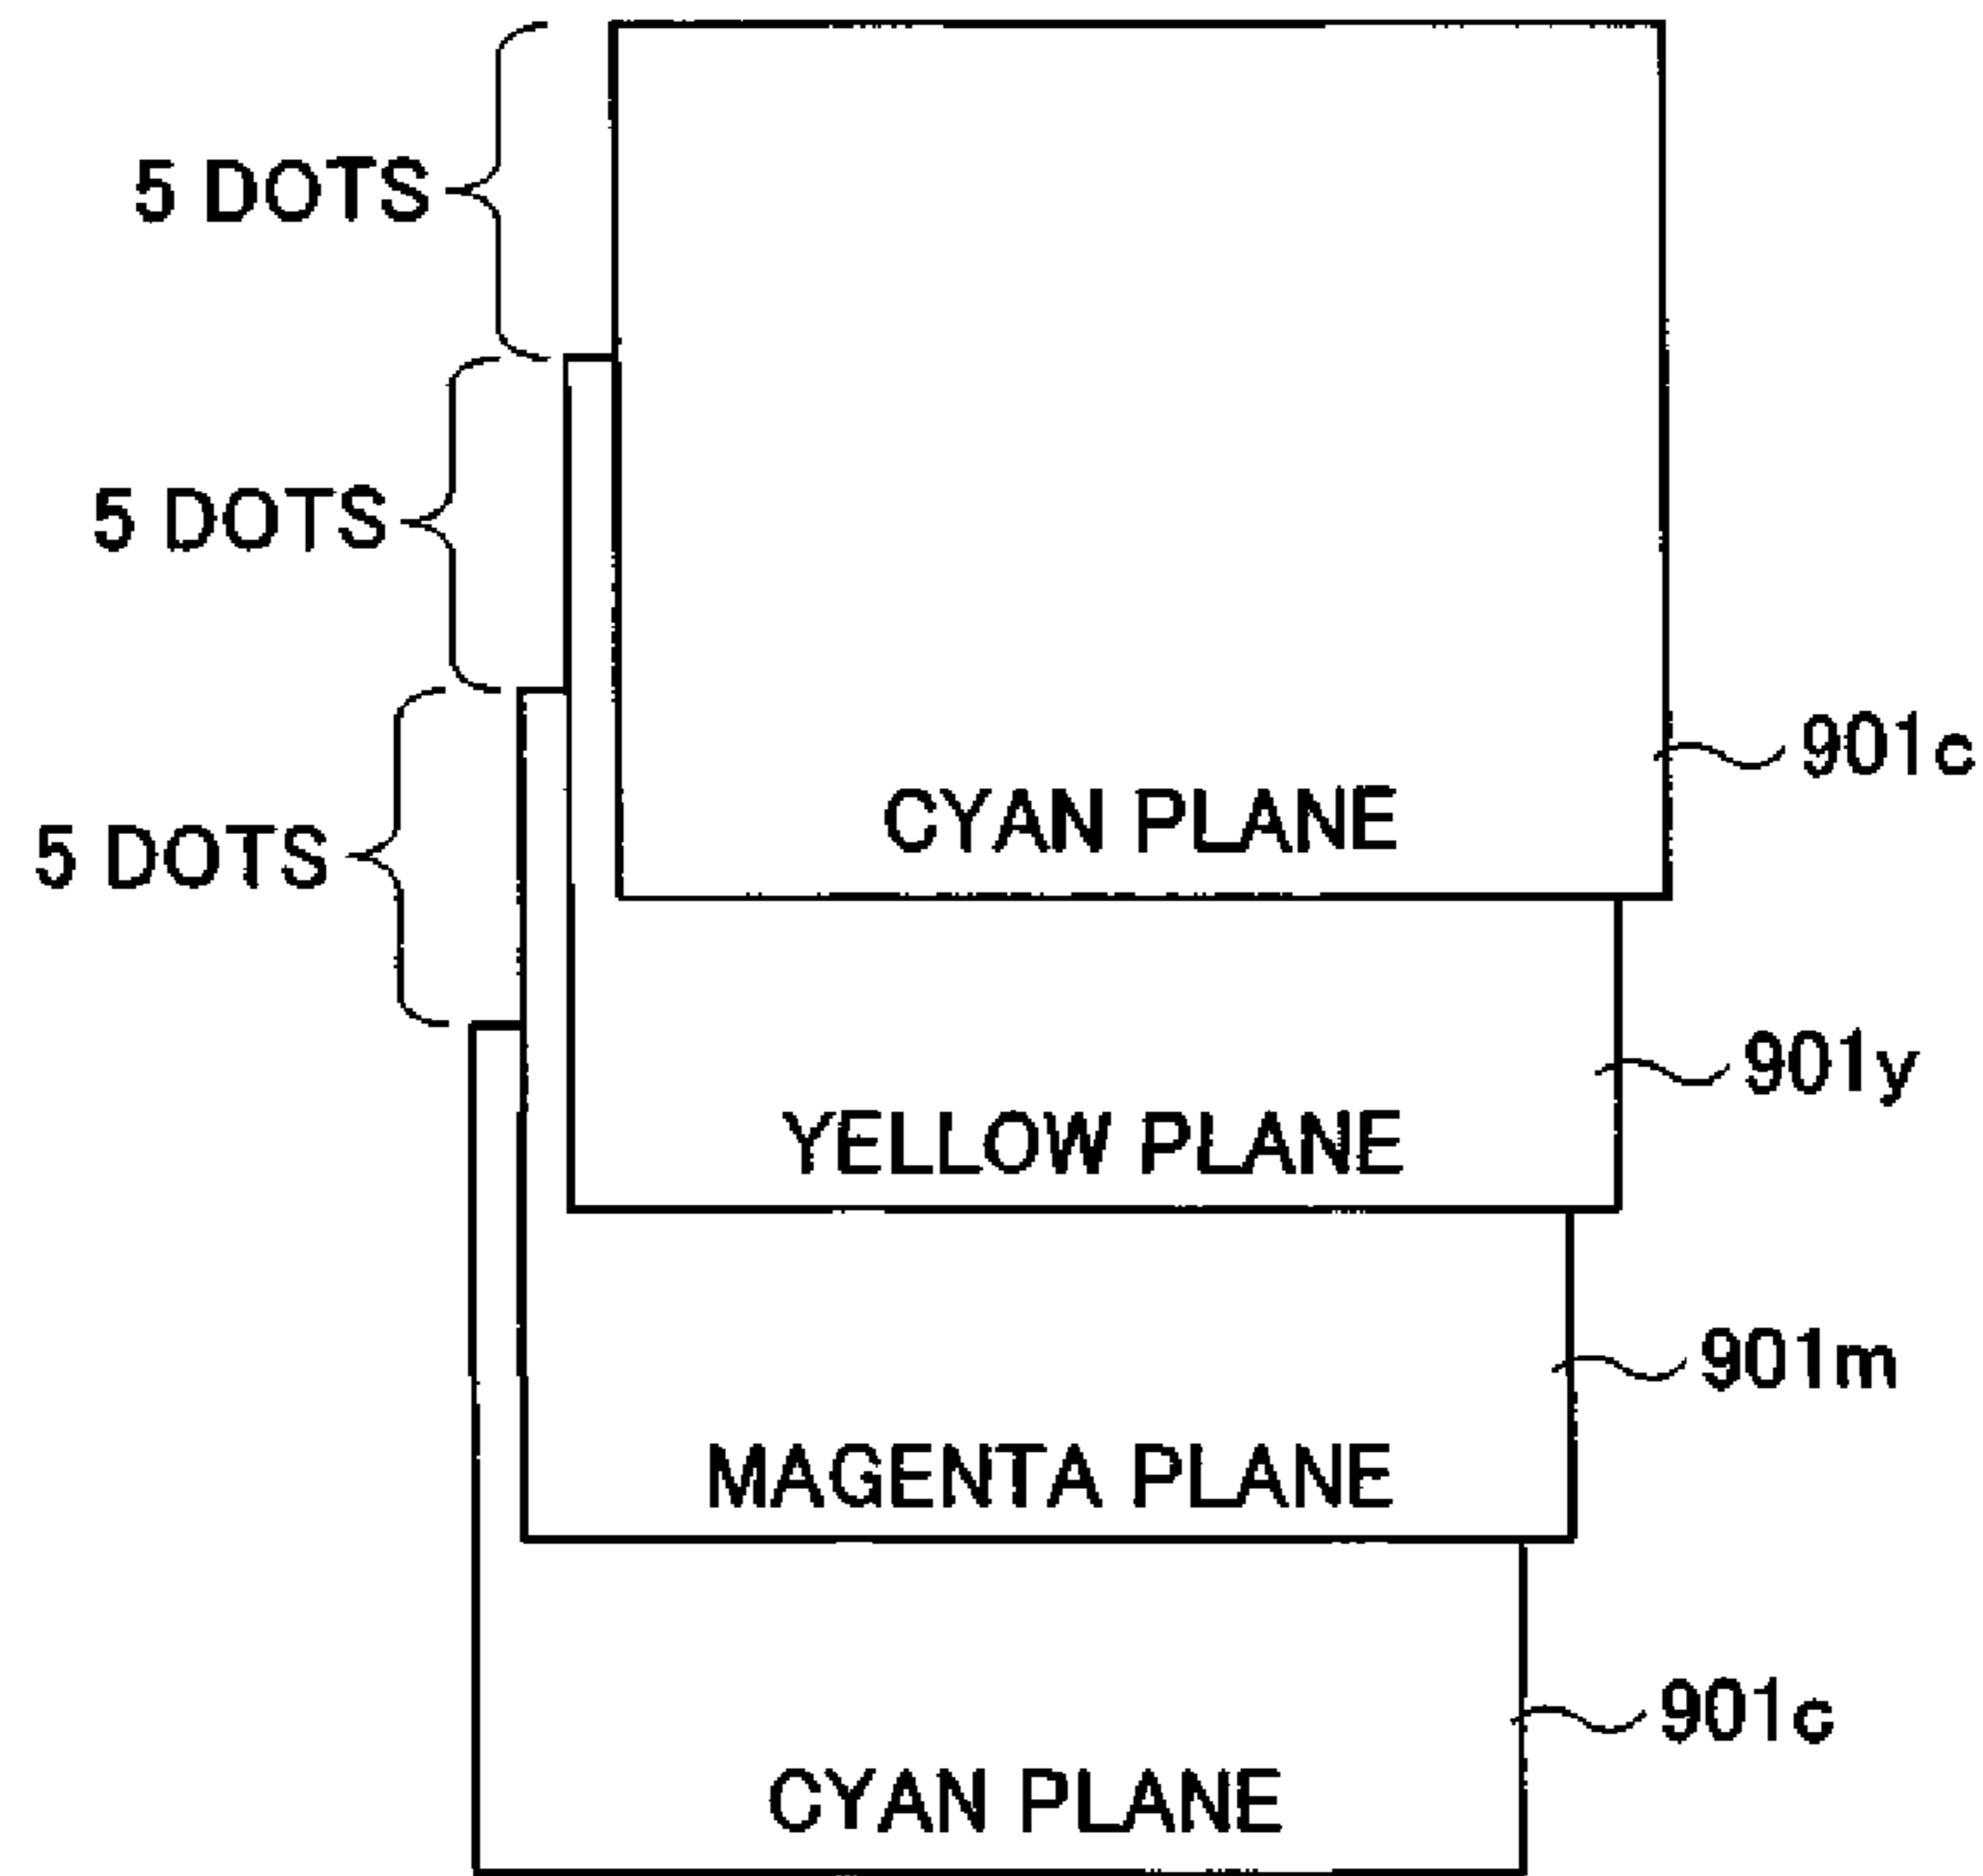 5 DOTS
5 DOTS
901c
CYAN PLANE
5 DOTS
901y
YELLOW PLANE
901m
MAGENTA PLANE
901c
CYAN PLANE